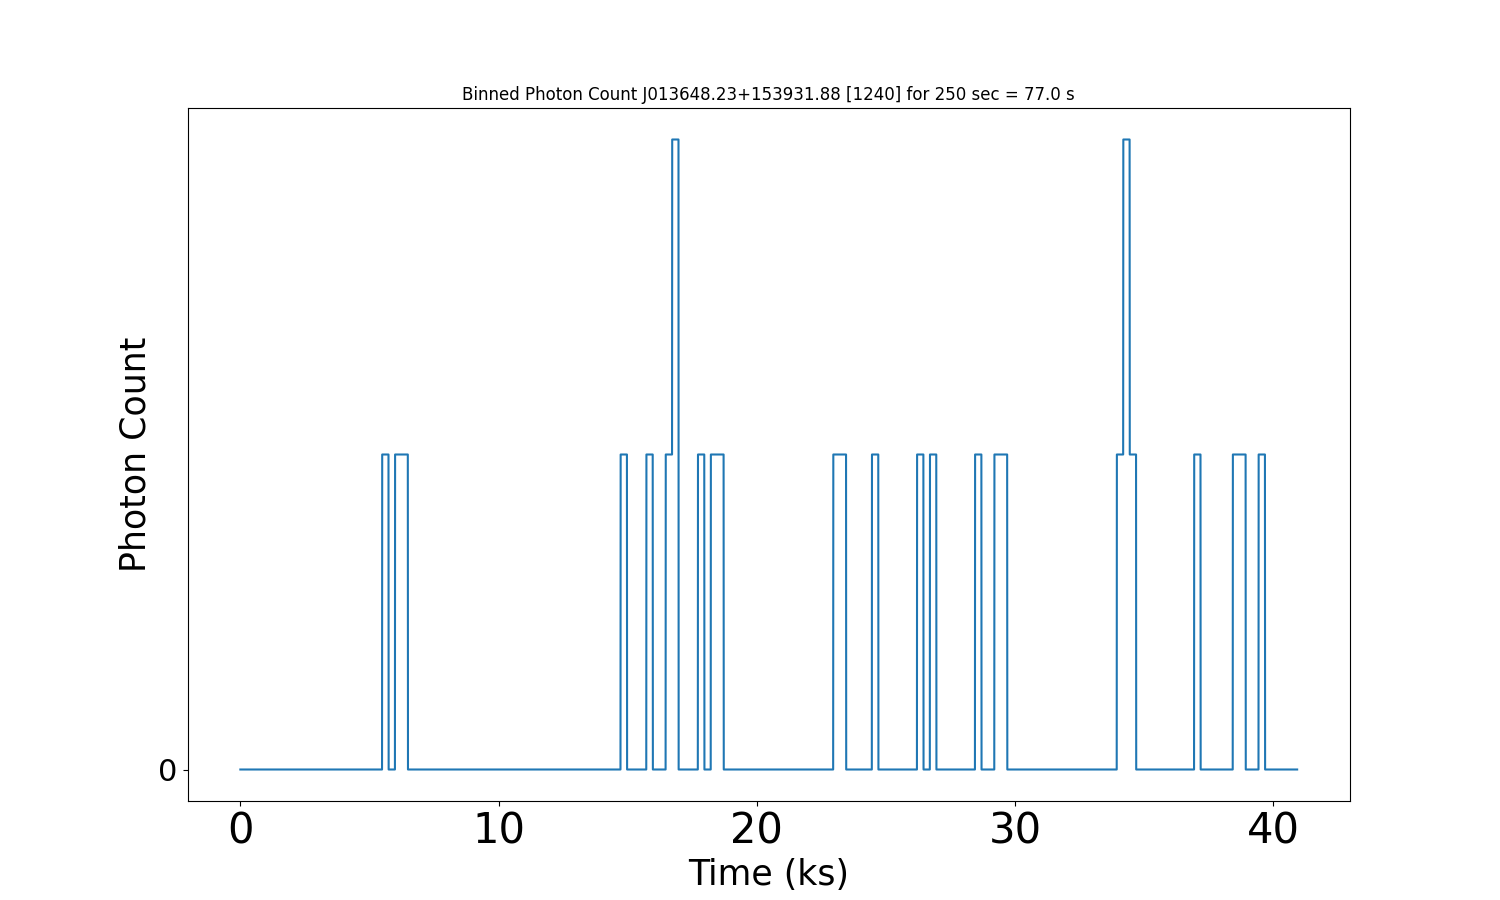 Binned Photon Count J013648.23+153931.88 [1240] for 250 sec = 77.0 s
Photon Count
0
0 10 20 30 40
Time (ks)